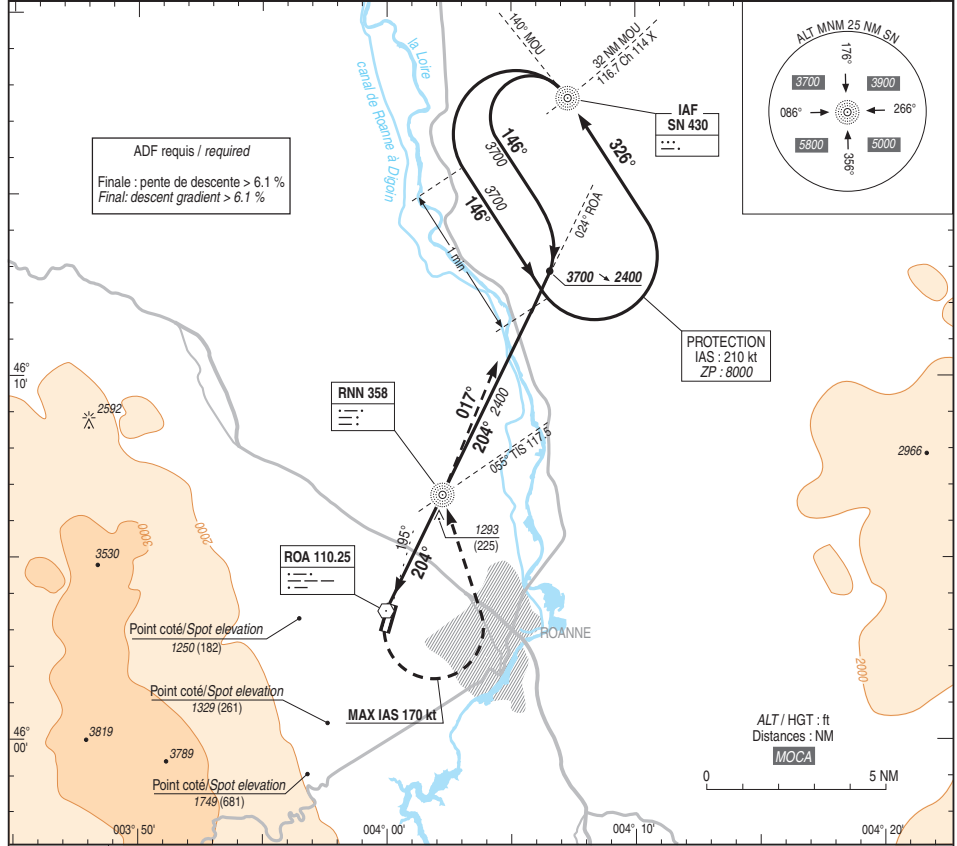 140° MOU
32 NM MOU
116.7 Ch 114 X
la Loire
canal de Roanne à Digoin
ALT MNM 25 NM SN
176°
3700
3900
086°
266°
5800
5000
356°
IAF
SN 430
ADF requis / required
Finale : pente de descente > 6.1 %
Final: descent gradient > 6.1 %
146°
3700
326°
146°
3700
024° ROA
1 min
3700 ↘ 2400
PROTECTION
IAS : 210 kt
ZP : 8000
46°
10'
RNN 358
2592
017°
204°
2400
055° TIS 117.5
2966
1293
(225)
3000
2000
3530
195°
204°
ROA 110.25
Point coté/Spot elevation
1250 (182)
ROANNE
2000
Point coté/Spot elevation
1329 (261)
MAX IAS 170 kt
46°
00'
3819
3789
ALT / HGT : ft
Distances : NM
MOCA
Point coté/Spot elevation
1749 (681)
0
5 NM
003° 50'
004° 00'
004° 10'
004° 20'